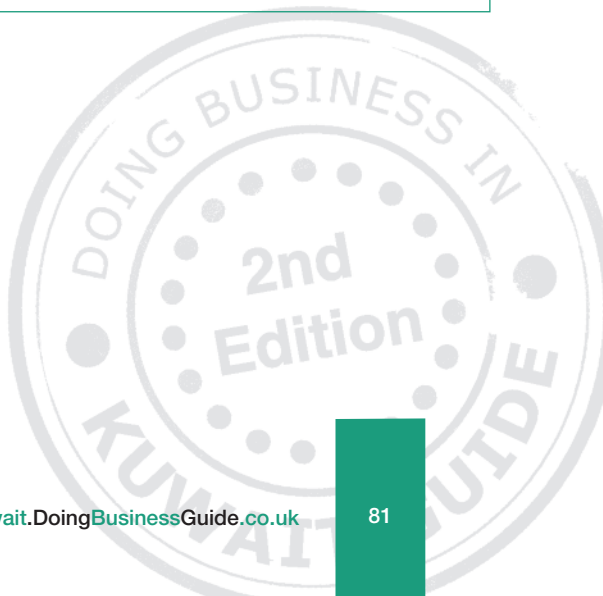 DOING BUSINESS IN
2nd
Edition
KUWAIT GUIDE
ait.DoingBusinessGuide.co.uk
81